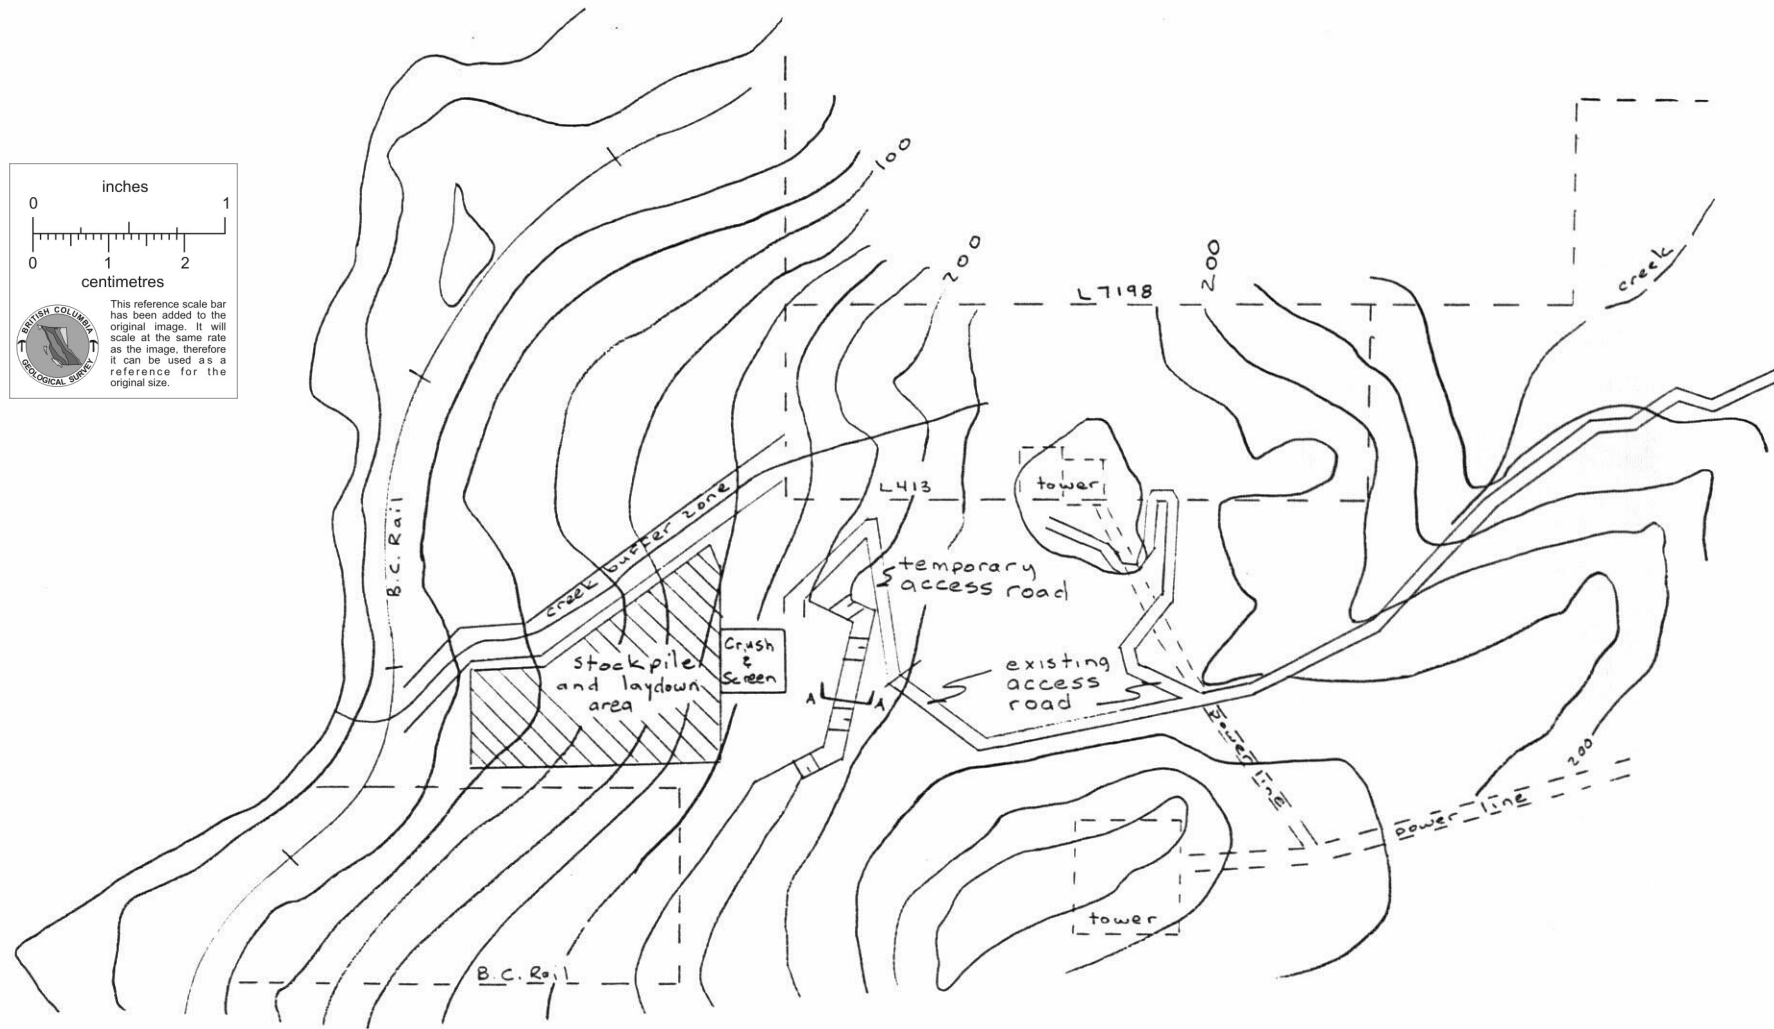 inches
0 1
0 1 2
centimetres
BRITISH COLUMBIA
GEOLOGICAL SURVEY
This reference scale bar
has been added to the
original image. It will
scale at the same rate
as the image, therefore
it can be used as a
reference for the
original size.
100
200
200
L 7198
creek
L 413
tower
B.C. Rail
creek buffer zone
temporary
access road
Crush
&
Screen
stockpile
and laydown
area
existing
access
road
A A
power line
200
power line
tower
B.C. Rail